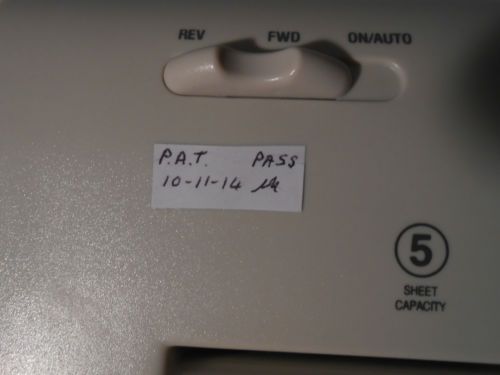 REV FWD ON/AUTO
P.A.T. PASS
10-11-14
5
SHEET
CAPACITY